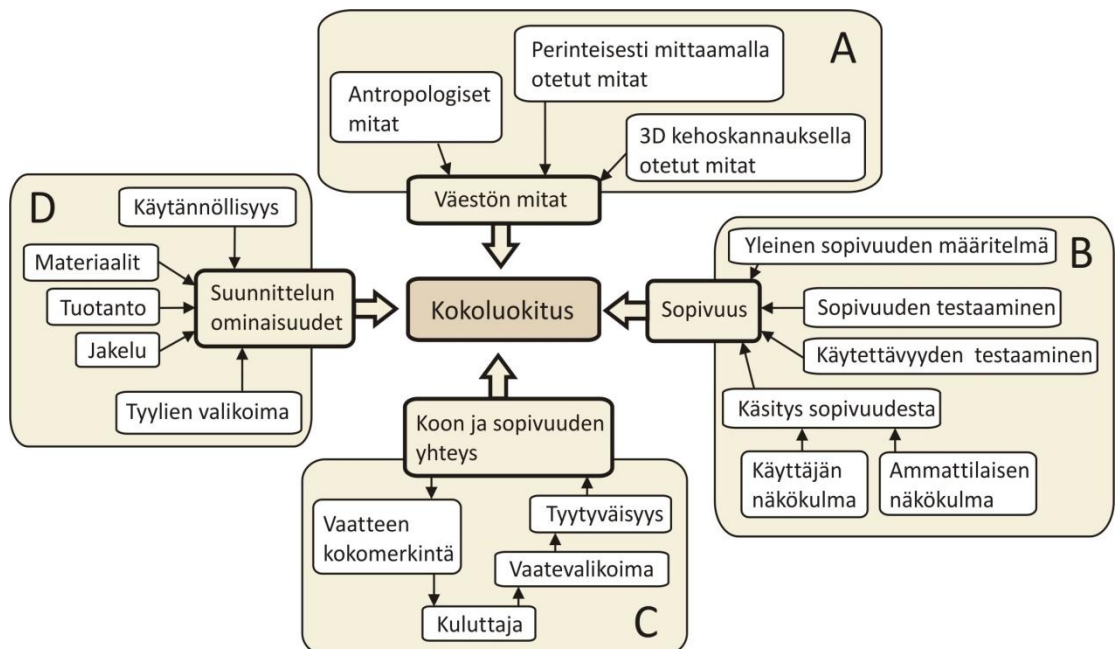 A
Perinteisesti mittaamalla
otetut mitat
Antropologiset
mitat
3D kehoskannauksella
otetut mitat
Väestön mitat
D
Käytännöllisyys
Materiaalit
Tuotanto
Jakelu
Suunnittelun
ominaisuudet
Tyylien valikoima
Kokoluokitus
B
Yleinen sopivuuden määritelmä
Sopivuus
Sopivuuden testaaminen
Käytettävyyden testaaminen
Käsitys sopivuudesta
Käyttäjän
näkökulma
Ammattilaisen
näkökulma
Koon ja sopivuuden
yhteys
Vaatteen
kokomerkintä
Tyytyväisyys
Vaatevalikoima
Kuluttaja
C